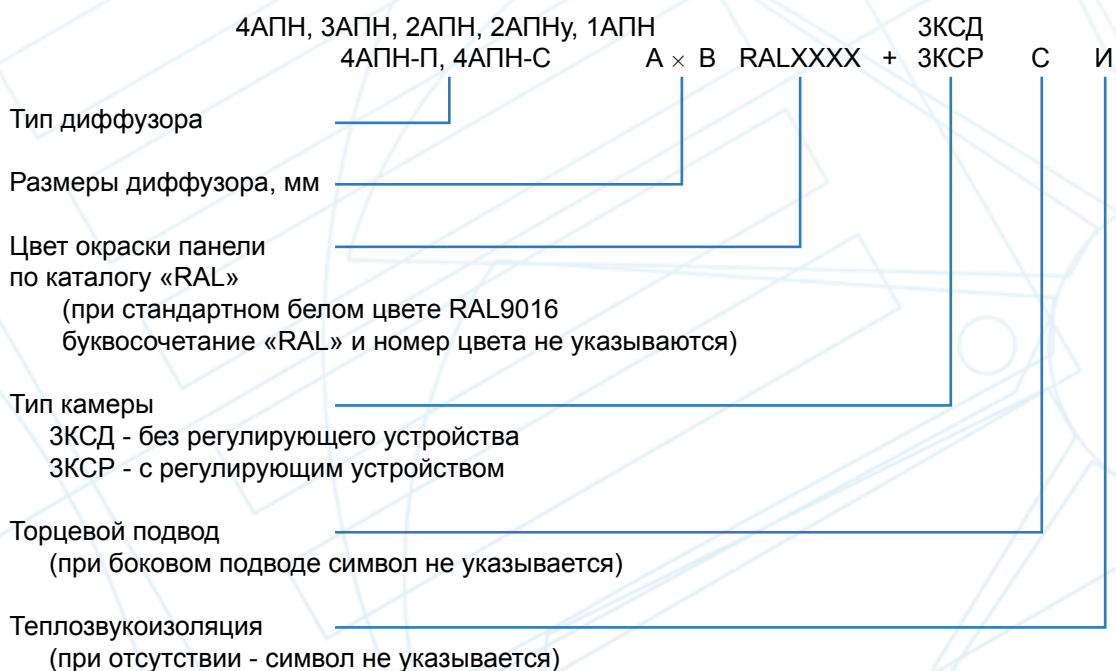 4АПН, 3АПН, 2АПН, 2АПНу, 1АПН 3КСД
4АПН-П, 4АПН-С А × В RALXXXX + 3КСР С И
Тип диффузора
Размеры диффузора, мм
Цвет окраски панели
по каталогу «RAL»
(при стандартном белом цвете RAL9016
буквосочетание «RAL» и номер цвета не указываются)
Тип камеры
3КСД - без регулирующего устройства
3КСР - с регулирующим устройством
Торцевой подвод
(при боковом подводе символ не указывается)
Теплозвукоизоляция
(при отсутствии - символ не указывается)